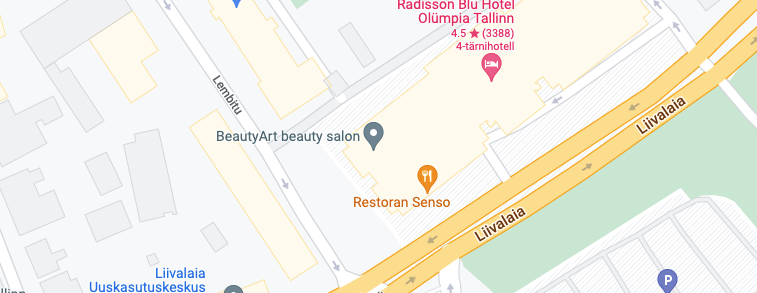 Radisson Blu Hotel
Olümpia Tallinn
4.5 ★ (3388)
4-tärnihotell
Lembitu
Liivalaia
BeautyArt beauty salon
Restoran Senso
Liivalaia
Liivalaia
Uuskasutuskeskus
P